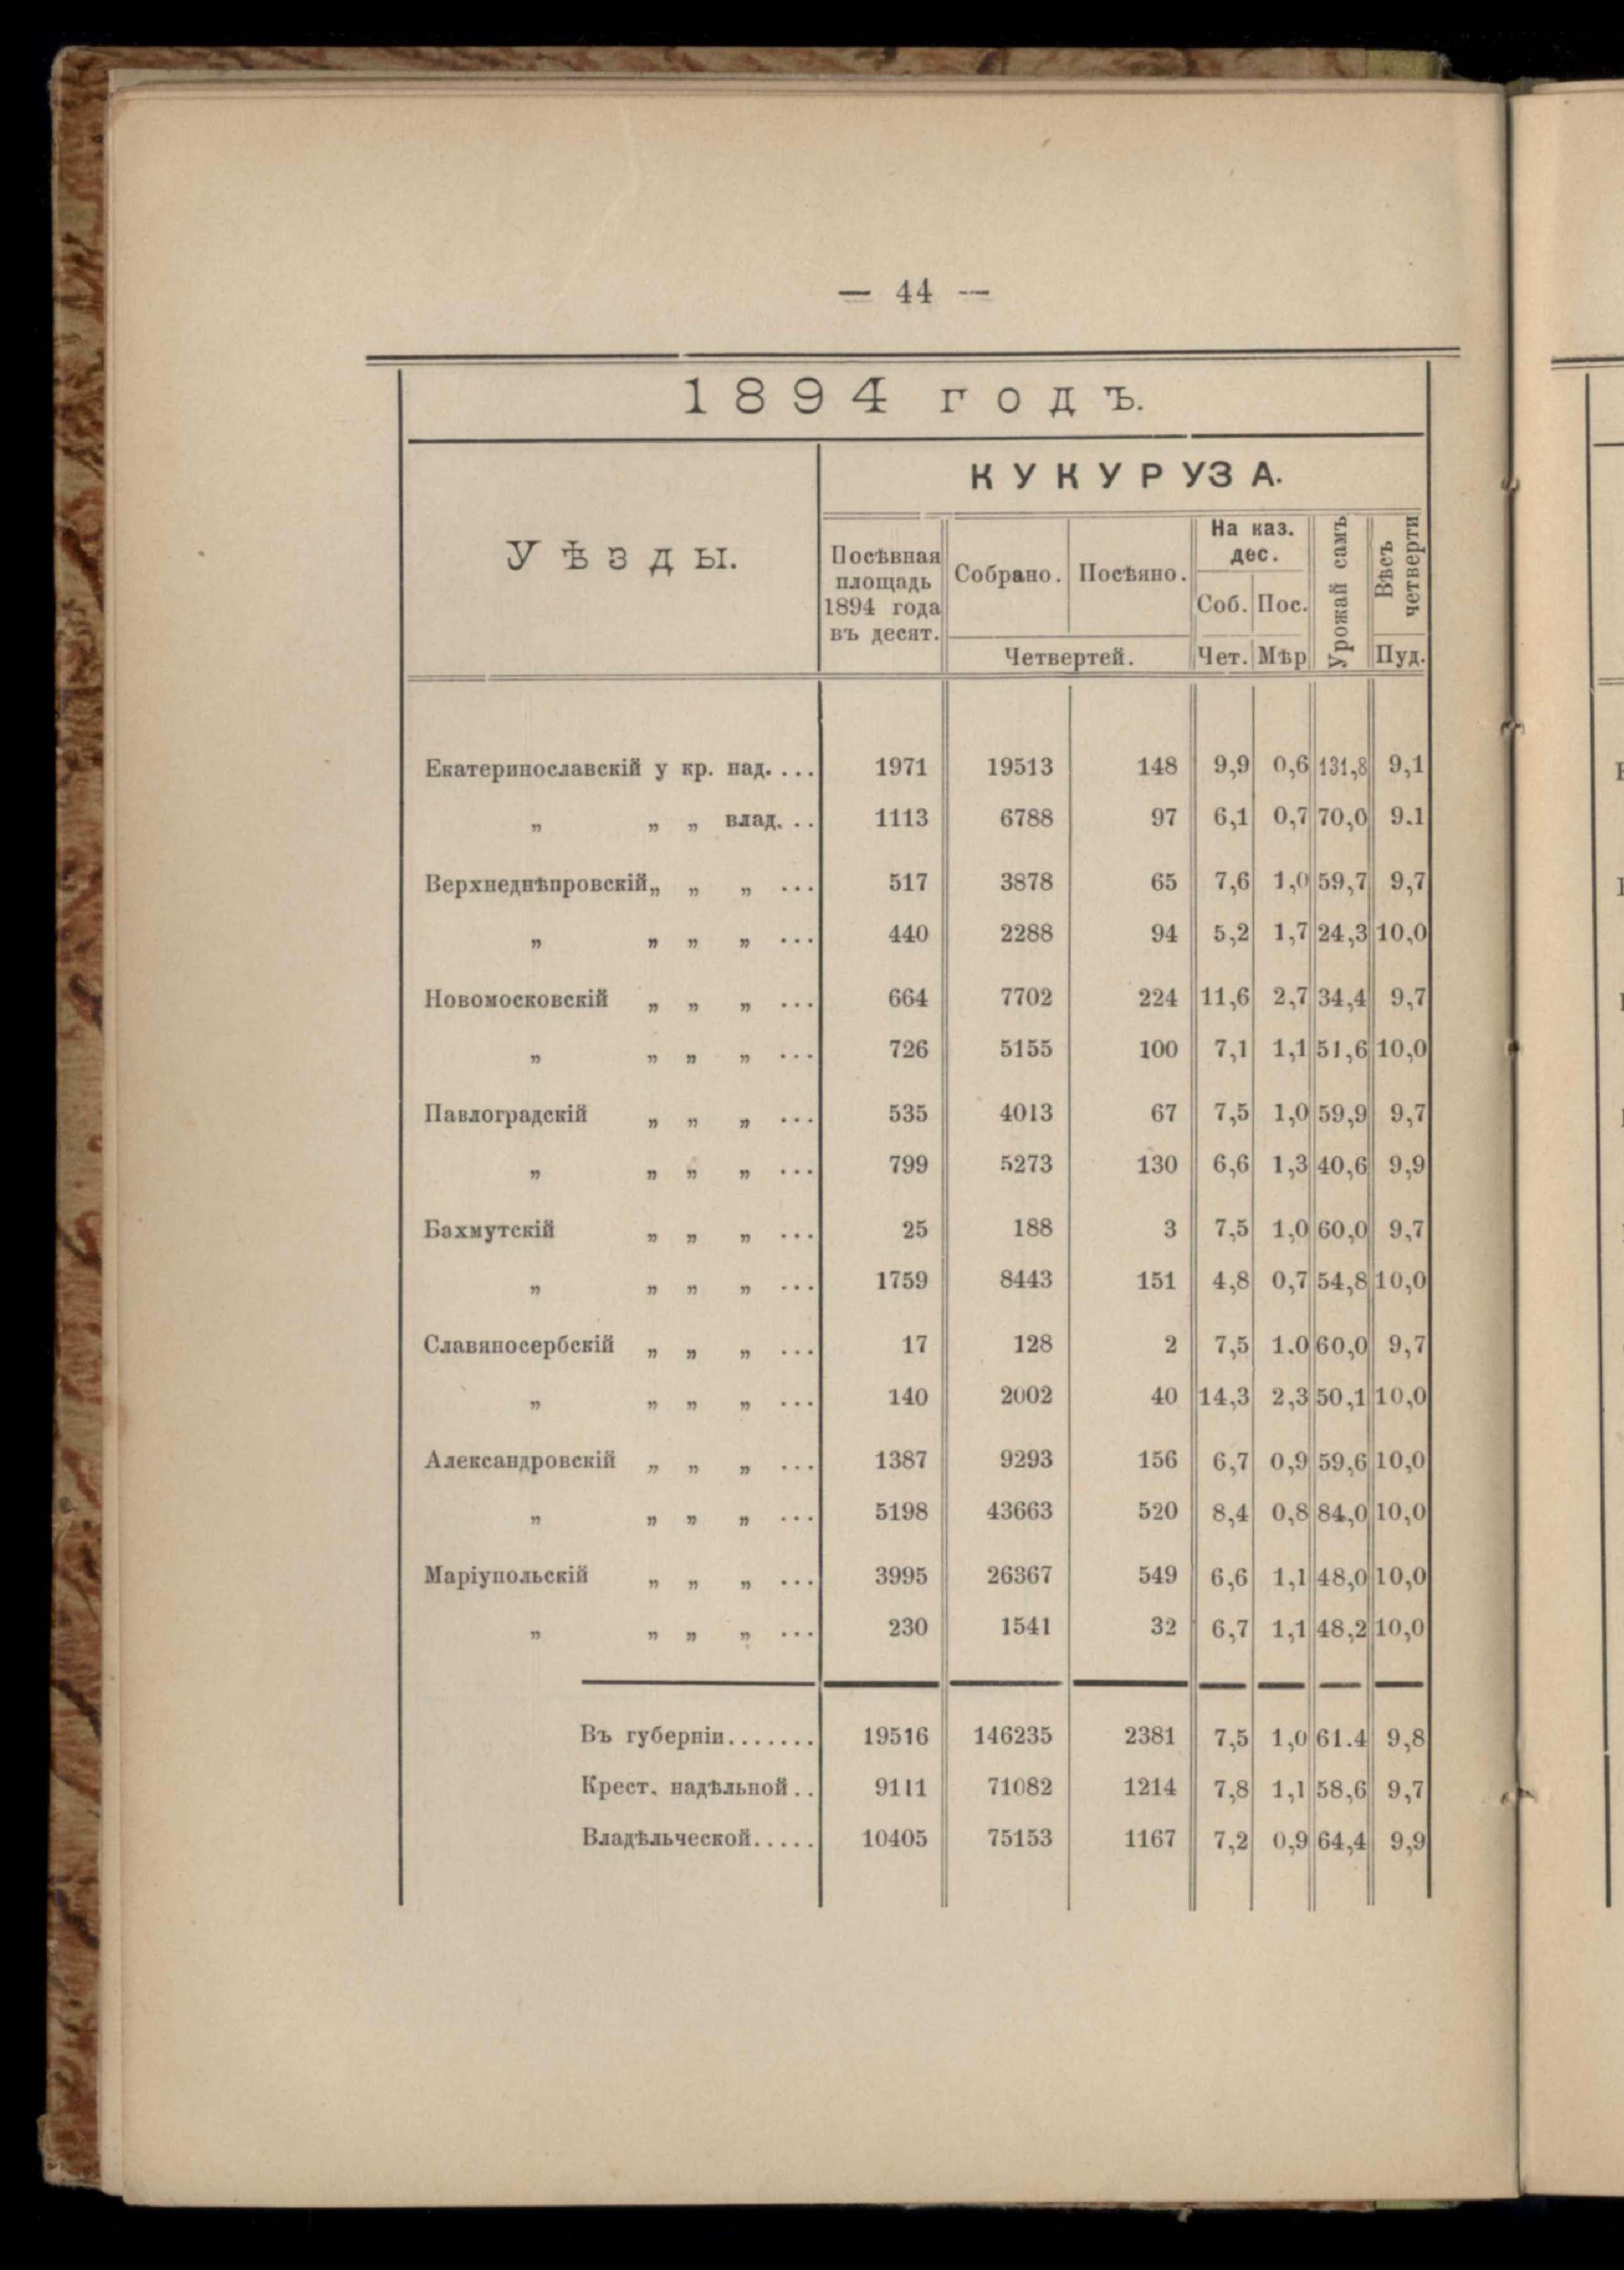 — 44 —
1894 годъ.
Уѣзды.
КУКУРУЗА.
Посѣвная площадь 1894 года въ десят.
Собрано.
Посѣяно.
Четвертей.
На каз. дес.
Соб. Пос.
Чет. Мѣр
Урожай самъ
Вѣсъ четверти
Пуд.
Екатеринославскій у кр. над. ... 1971 19513 148 9,9 0,6 131,8 9,1
„ „ „ влад. .. 1113 6788 97 6,1 0,7 70,0 9.1
Верхнеднѣпровскій „ „ „ ... 517 3878 65 7,6 1,0 59,7 9,7
„ „ „ „ ... 440 2288 94 5,2 1,7 24,3 10,0
Новомосковскій „ „ „ ... 664 7702 224 11,6 2,7 34,4 9,7
„ „ „ „ ... 726 5155 100 7,1 1,1 51,6 10,0
Павлоградскій „ „ „ ... 535 4013 67 7,5 1,0 59,9 9,7
„ „ „ „ ... 799 5273 130 6,6 1,3 40,6 9,9
Бахмутскій „ „ „ ... 25 188 3 7,5 1,0 60,0 9,7
„ „ „ „ ... 1759 8443 151 4,8 0,7 54,8 10,0
Славяносербскій „ „ „ ... 17 128 2 7,5 1.0 60,0 9,7
„ „ „ „ ... 140 2002 40 14,3 2,3 50,1 10,0
Александровскій „ „ „ ... 1387 9293 156 6,7 0,9 59,6 10,0
„ „ „ „ ... 5198 43663 520 8,4 0,8 84,0 10,0
Маріупольскій „ „ „ ... 3995 26367 549 6,6 1,1 48,0 10,0
„ „ „ „ ... 230 1541 32 6,7 1,1 48,2 10,0
Въ губерніи....... 19516 146235 2381 7,5 1,0 61.4 9,8
Крест. надѣльной.. 9111 71082 1214 7,8 1,1 58,6 9,7
Владѣльческой..... 10405 75153 1167 7,2 0,9 64,4 9,9